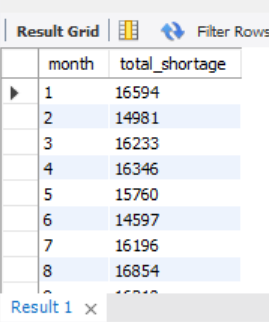 Result Grid Filter Rows
month total_shortage
1 16594
2 14981
3 16233
4 16346
5 15760
6 14597
7 16196
8 16854
Result 1 ×